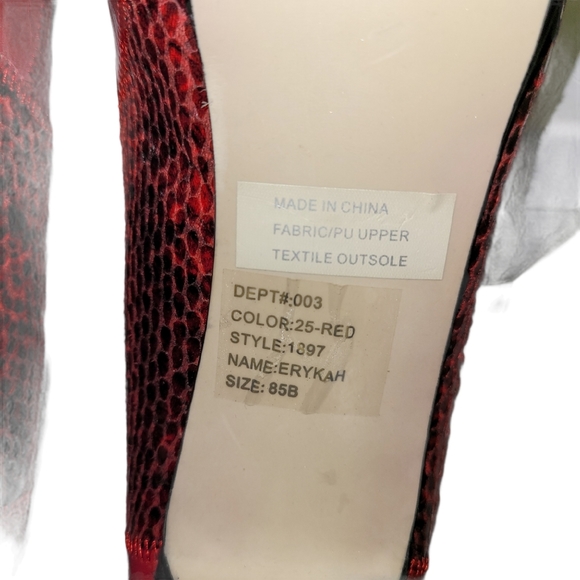 MADE IN CHINA
FABRIC/PU UPPER
TEXTILE OUTSOLE
DEPT#:003
COLOR:25-RED
STYLE:1897
NAME:ERYKAH
SIZE: 85B